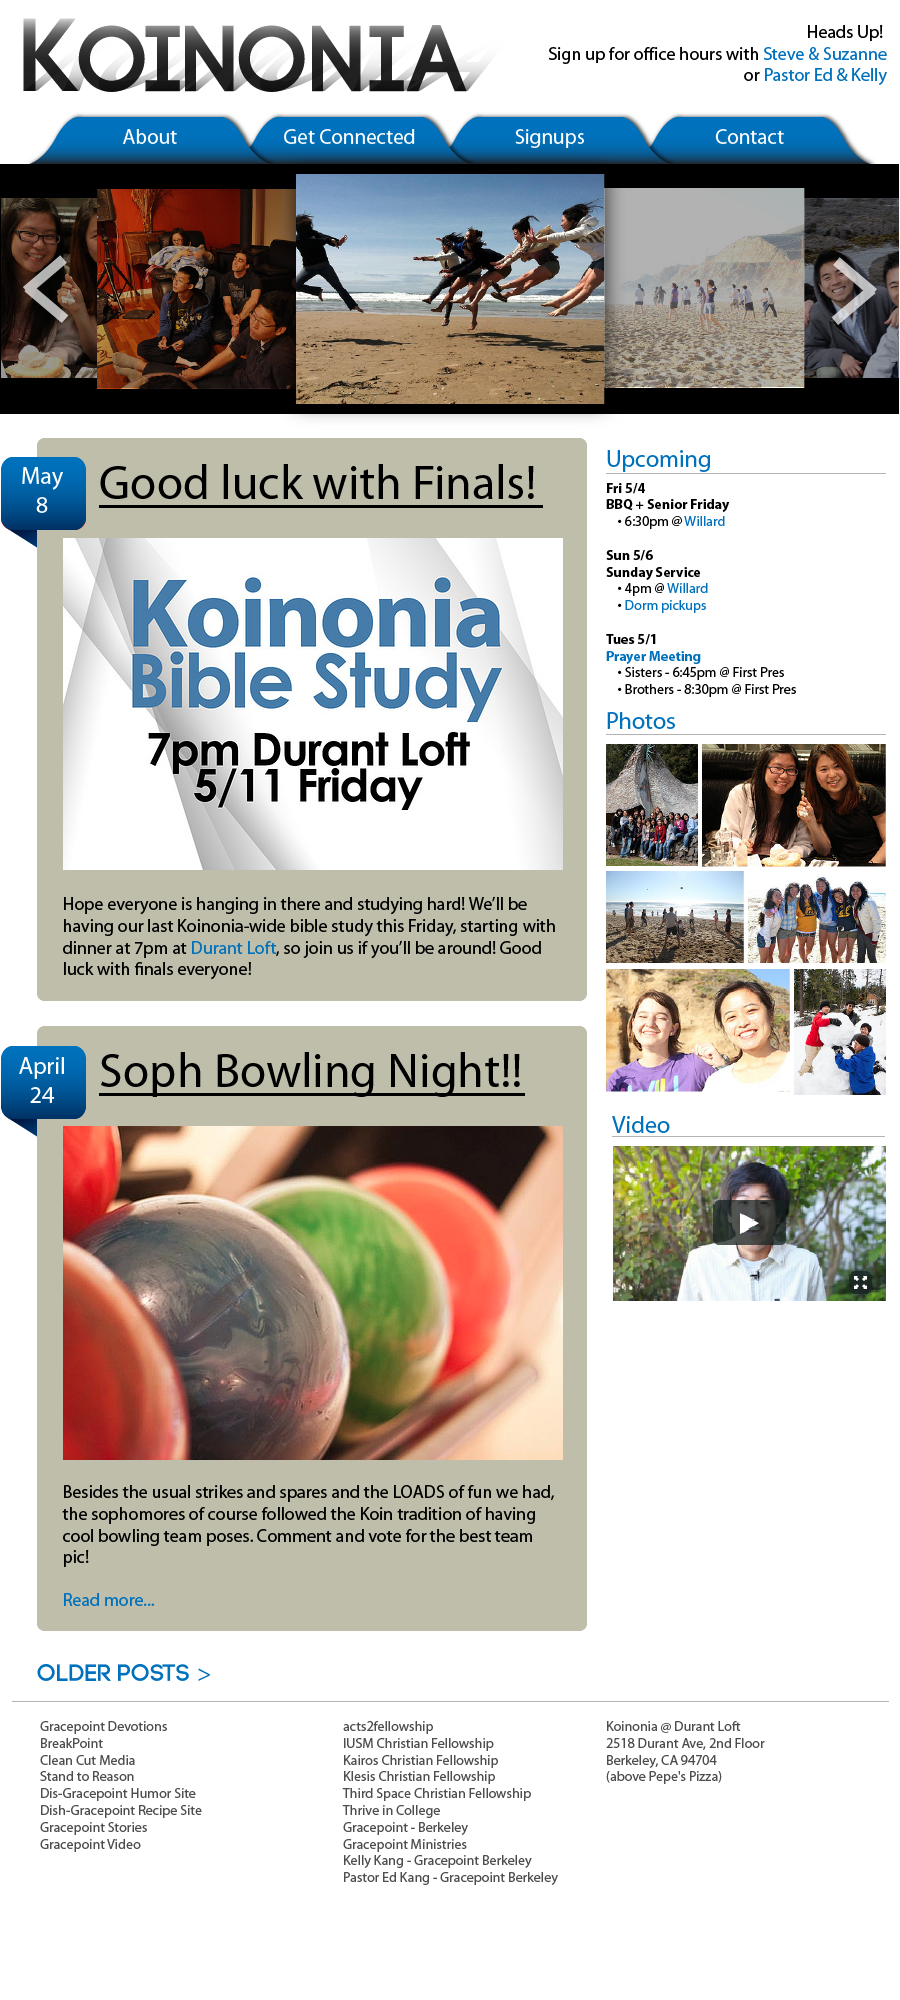 KOINONIA
Heads Up!
Sign up for office hours with Steve & Suzanne
or Pastor Ed & Kelly
About
Get Connected
Signups
Contact
May
8
Good luck with Finals!
Koinonia
Bible Study
7pm Durant Loft
5/11 Friday
Hope everyone is hanging in there and studying hard! We'll be
having our last Koinonia-wide bible study this Friday, starting with
dinner at 7pm at Durant Loft, so join us if you'll be around! Good
luck with finals everyone!
April
24
Soph Bowling Night!!
Besides the usual strikes and spares and the LOADS of fun we had,
the sophomores of course followed the Koin tradition of having
cool bowling team poses. Comment and vote for the best team
pic!
Read more...
OLDER POSTS >
Upcoming
Fri 5/4
BBQ + Senior Friday
• 6:30pm @ Willard
Sun 5/6
Sunday Service
• 4pm @ Willard
• Dorm pickups
Tues 5/1
Prayer Meeting
• Sisters - 6:45pm @ First Pres
• Brothers - 8:30pm @ First Pres
Photos
Video
Gracepoint Devotions
BreakPoint
Clean Cut Media
Stand to Reason
Dis-Gracepoint Humor Site
Dish-Gracepoint Recipe Site
Gracepoint Stories
Gracepoint Video
acts2fellowship
IUSM Christian Fellowship
Kairos Christian Fellowship
Klesis Christian Fellowship
Third Space Christian Fellowship
Thrive in College
Gracepoint - Berkeley
Gracepoint Ministries
Kelly Kang - Gracepoint Berkeley
Pastor Ed Kang - Gracepoint Berkeley
Koinonia @ Durant Loft
2518 Durant Ave, 2nd Floor
Berkeley, CA 94704
(above Pepe's Pizza)